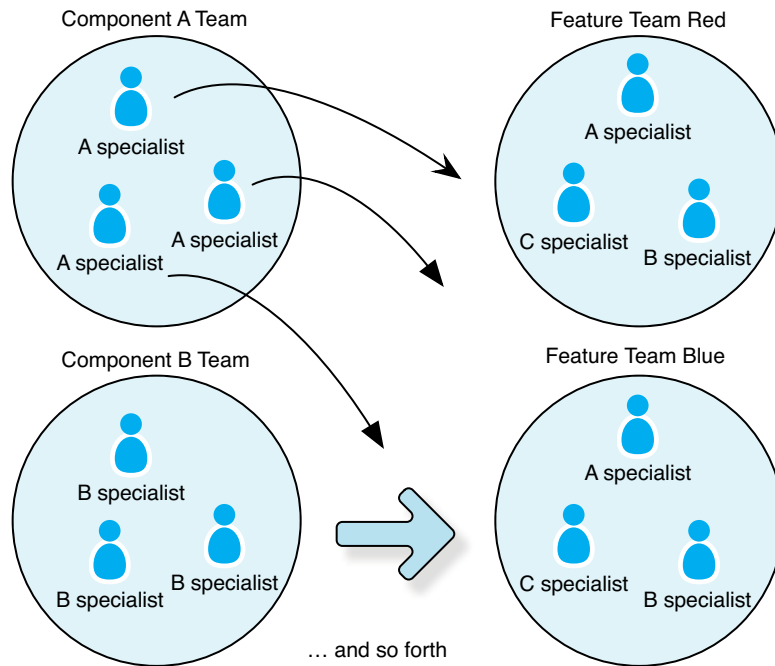 Component A Team
A specialist
A specialist
A specialist
Feature Team Red
A specialist
C specialist
B specialist
Component B Team
B specialist
B specialist
B specialist
Feature Team Blue
A specialist
C specialist
B specialist
… and so forth